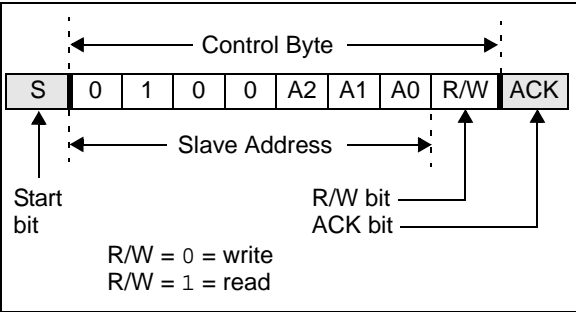 Control Byte
S 0 1 0 0 A2 A1 A0 R/W ACK
Slave Address
Start
bit
R/W bit
ACK bit
R/W = 0 = write
R/W = 1 = read